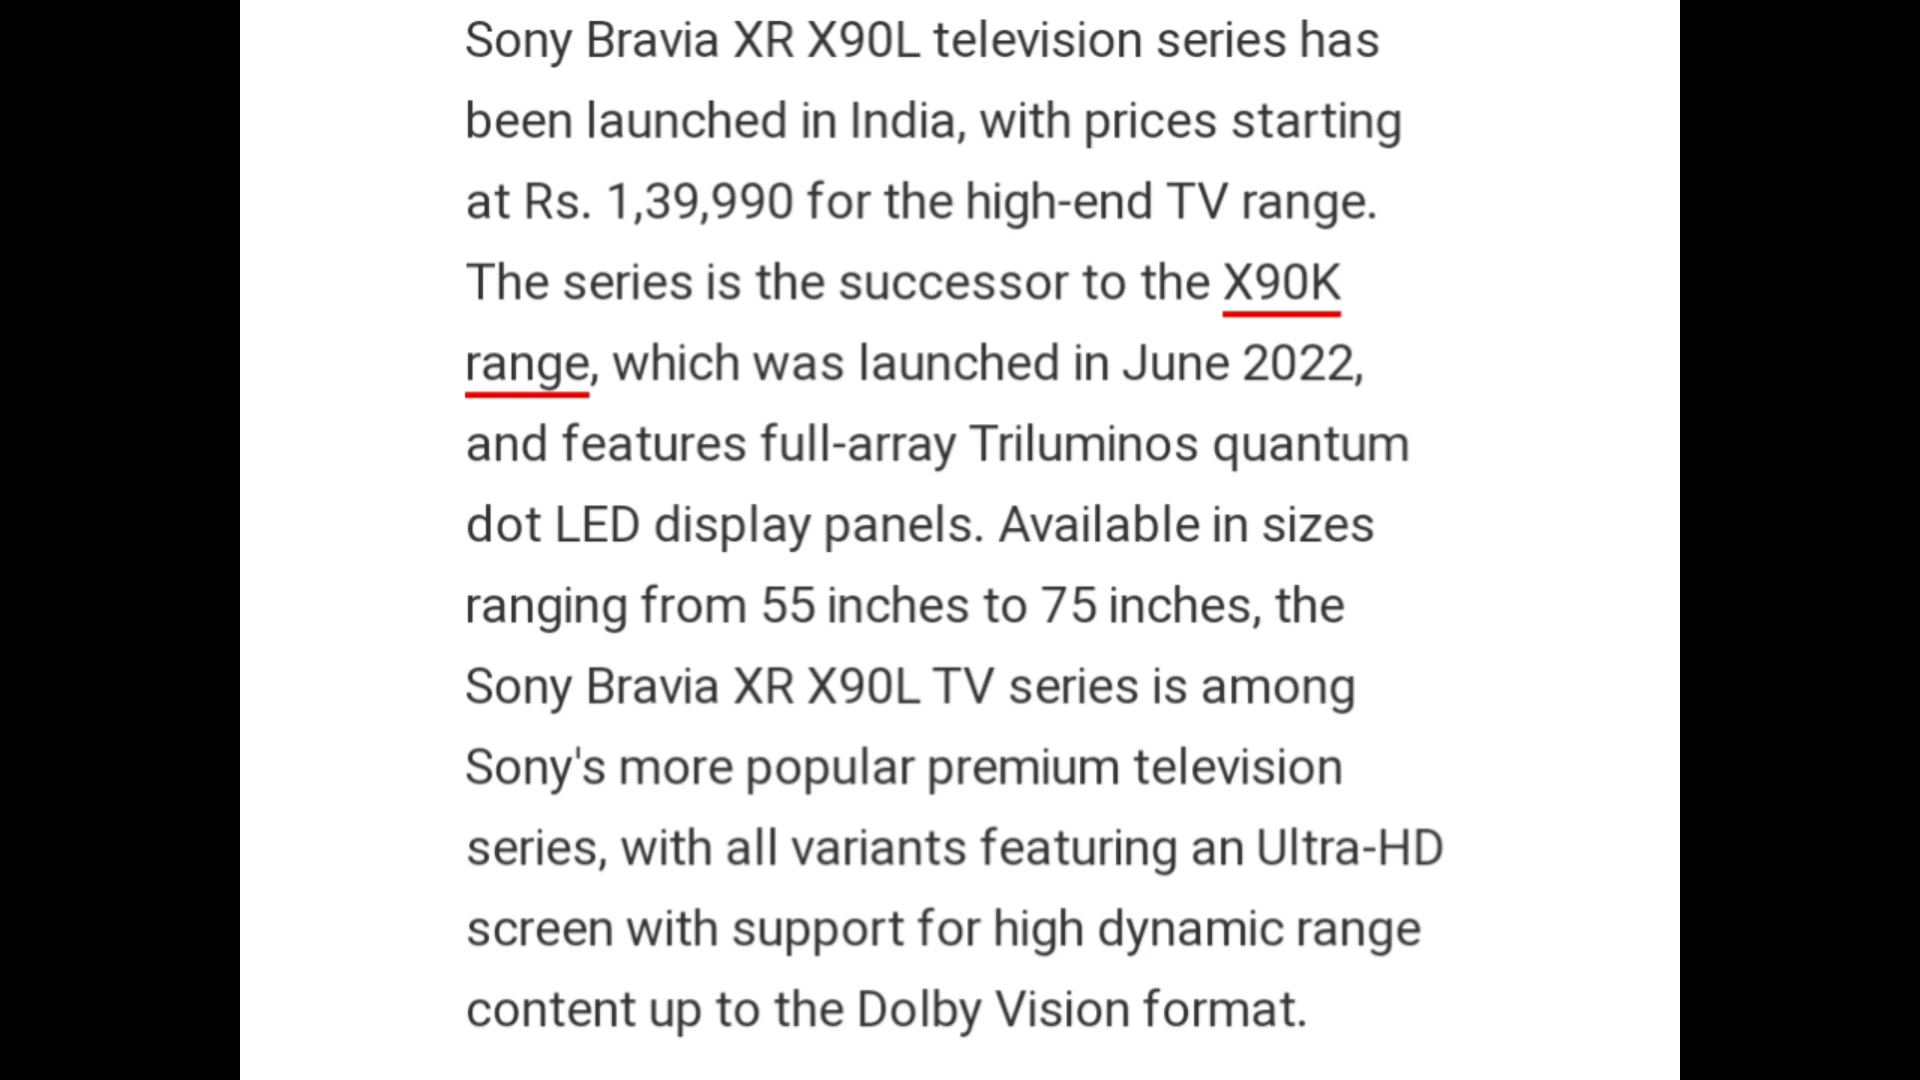 Sony Bravia XR X90L television series has
been launched in India, with prices starting
at Rs. 1,39,990 for the high-end TV range.
The series is the successor to the X90K
range, which was launched in June 2022,
and features full-array Triluminos quantum
dot LED display panels. Available in sizes
ranging from 55 inches to 75 inches, the
Sony Bravia XR X90L TV series is among
Sony's more popular premium television
series, with all variants featuring an Ultra-HD
screen with support for high dynamic range
content up to the Dolby Vision format.